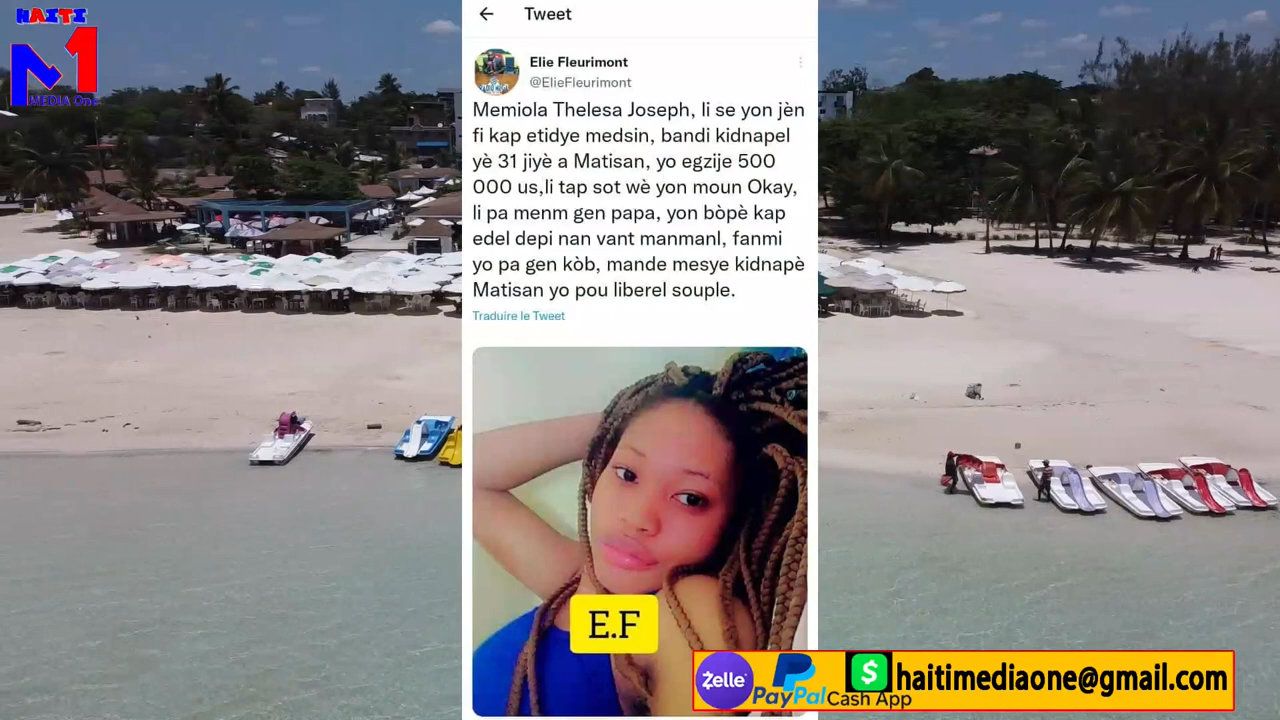 HAITI
M1
MEDIA One
Tweet
Elie Fleurimont
@ElieFleurimont
Memiola Thelesa Joseph, li se yon jèn
fi kap etidye medsin, bandi kidnapel
yè 31 jiyè a Matisan, yo egzije 500
000 us,li tap sot wè yon moun Okay,
li pa menm gen papa, yon bòpè kap
edel depi nan vant manmanl, fanmi
yo pa gen kòb, mande mesye kidnapè
Matisan yo pou liberel souple.
Traduire le Tweet
E.F
Zelle
PayPal
$
Cash App
haitimediaone@gmail.com